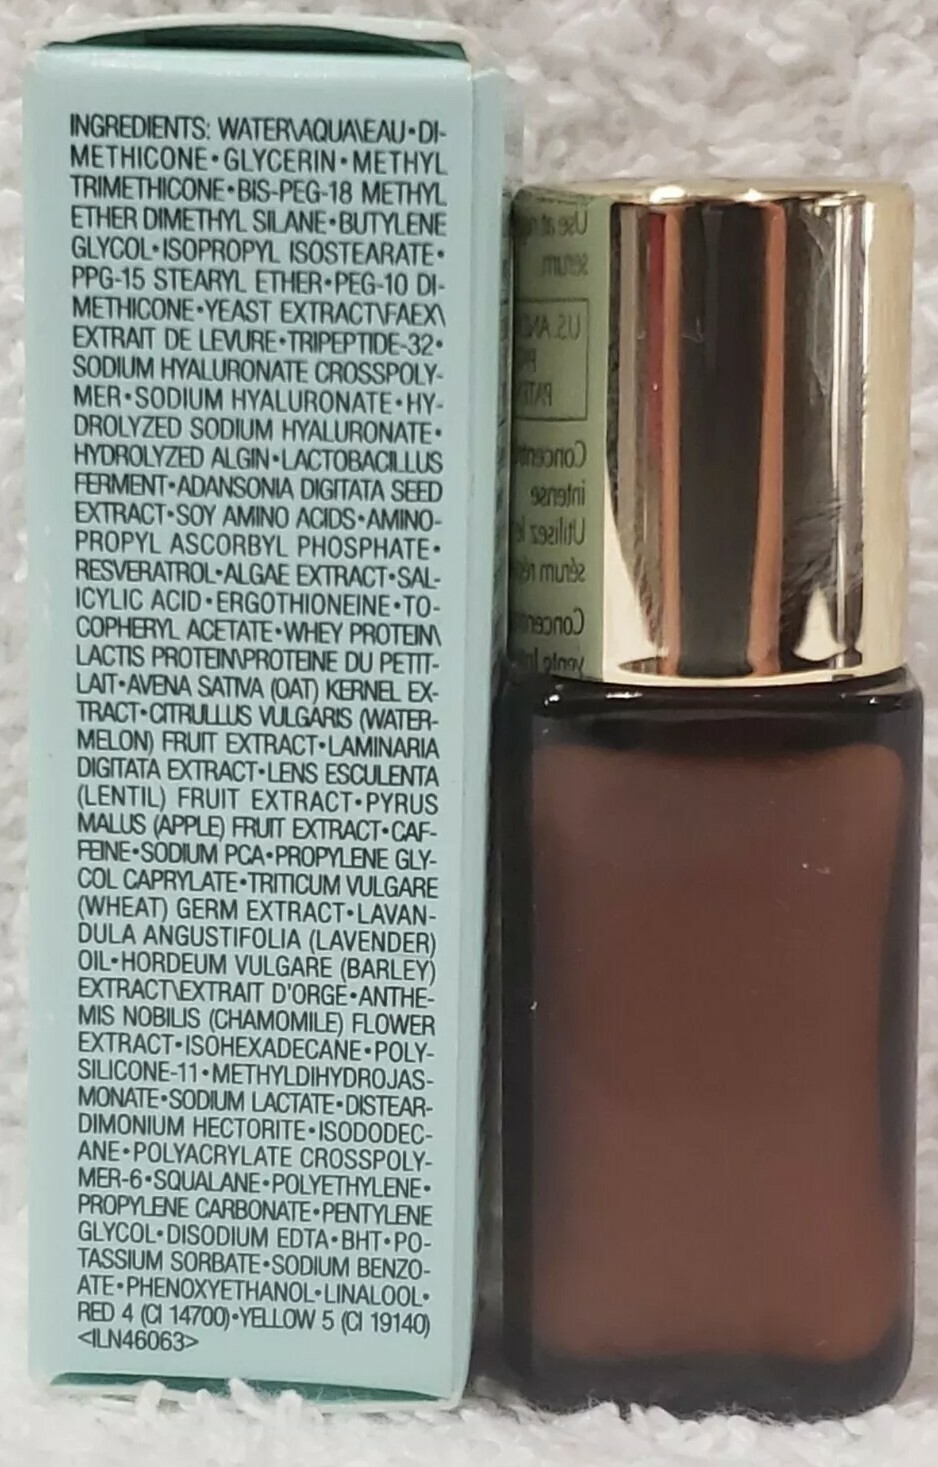 INGREDIENTS: WATER\AQUA\EAU•DI-
METHICONE•GLYCERIN•METHYL
TRIMETHICONE•BIS-PEG-18 METHYL
ETHER DIMETHYL SILANE•BUTYLENE
GLYCOL•ISOPROPYL ISOSTEARATE•
PPG-15 STEARYL ETHER•PEG-10 DI-
METHICONE•YEAST EXTRACT\FAEX\
EXTRAIT DE LEVURE•TRIPEPTIDE-32•
SODIUM HYALURONATE CROSSPOLY-
MER•SODIUM HYALURONATE•HY-
DROLYZED SODIUM HYALURONATE•
HYDROLYZED ALGIN•LACTOBACILLUS
FERMENT•ADANSONIA DIGITATA SEED
EXTRACT•SOY AMINO ACIDS•AMINO-
PROPYL ASCORBYL PHOSPHATE•
RESVERATROL•ALGAE EXTRACT•SAL-
ICYLIC ACID•ERGOTHIONEINE•TO-
COPHERYL ACETATE•WHEY PROTEIN\
LACTIS PROTEIN\PROTEINE DU PETIT-
LAIT•AVENA SATIVA (OAT) KERNEL EX-
TRACT•CITRULLUS VULGARIS (WATER-
MELON) FRUIT EXTRACT•LAMINARIA
DIGITATA EXTRACT•LENS ESCULENTA
(LENTIL) FRUIT EXTRACT•PYRUS
MALUS (APPLE) FRUIT EXTRACT•CAF-
FEINE•SODIUM PCA•PROPYLENE GLY-
COL CAPRYLATE•TRITICUM VULGARE
(WHEAT) GERM EXTRACT•LAVAN-
DULA ANGUSTIFOLIA (LAVENDER)
OIL•HORDEUM VULGARE (BARLEY)
EXTRACT\EXTRAIT D'ORGE•ANTHE-
MIS NOBILIS (CHAMOMILE) FLOWER
EXTRACT•ISOHEXADECANE•POLY-
SILICONE-11•METHYLDIHYDROJAS-
MONATE•SODIUM LACTATE•DISTEAR-
DIMONIUM HECTORITE•ISODODEC-
ANE•POLYACRYLATE CROSSPOLY-
MER-6•SQUALANE•POLYETHYLENE•
PROPYLENE CARBONATE•PENTYLENE
GLYCOL•DISODIUM EDTA•BHT•PO-
TASSIUM SORBATE•SODIUM BENZO-
ATE•PHENOXYETHANOL•LINALOOL•
RED 4 (CI 14700)•YELLOW 5 (CI 19140)
<ILN46063>
Use at
serum
U.S. AND
intense
Utilisez
sérum